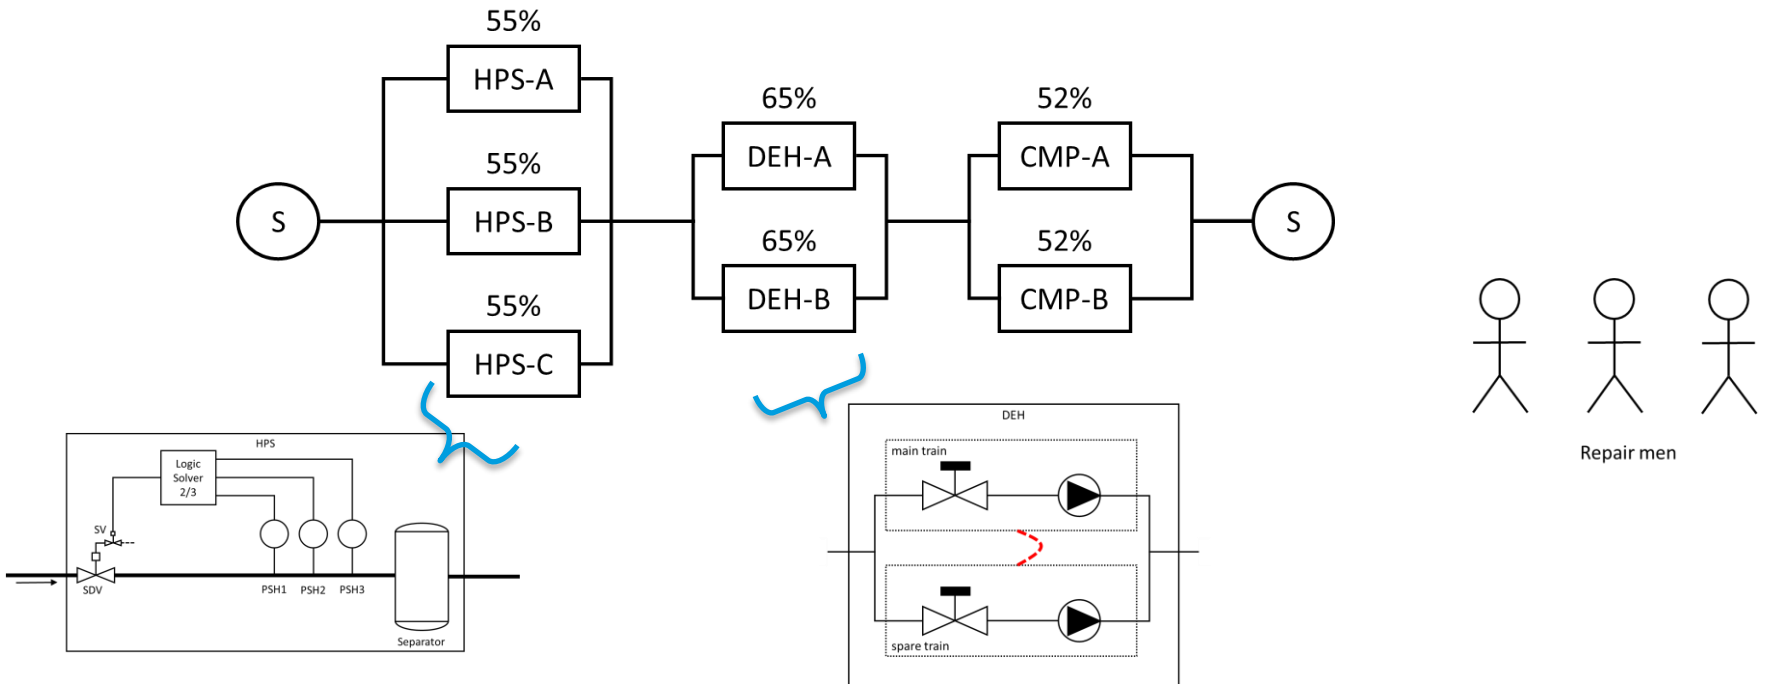 55%
HPS-A
55%
HPS-B
55%
HPS-C
S
65%
DEH-A
65%
DEH-B
52%
CMP-A
52%
CMP-B
S
HPS
Logic
Solver
2/3
SV
SDV
PSH1
PSH2
PSH3
Separator
DEH
main train
spare train
Repair men